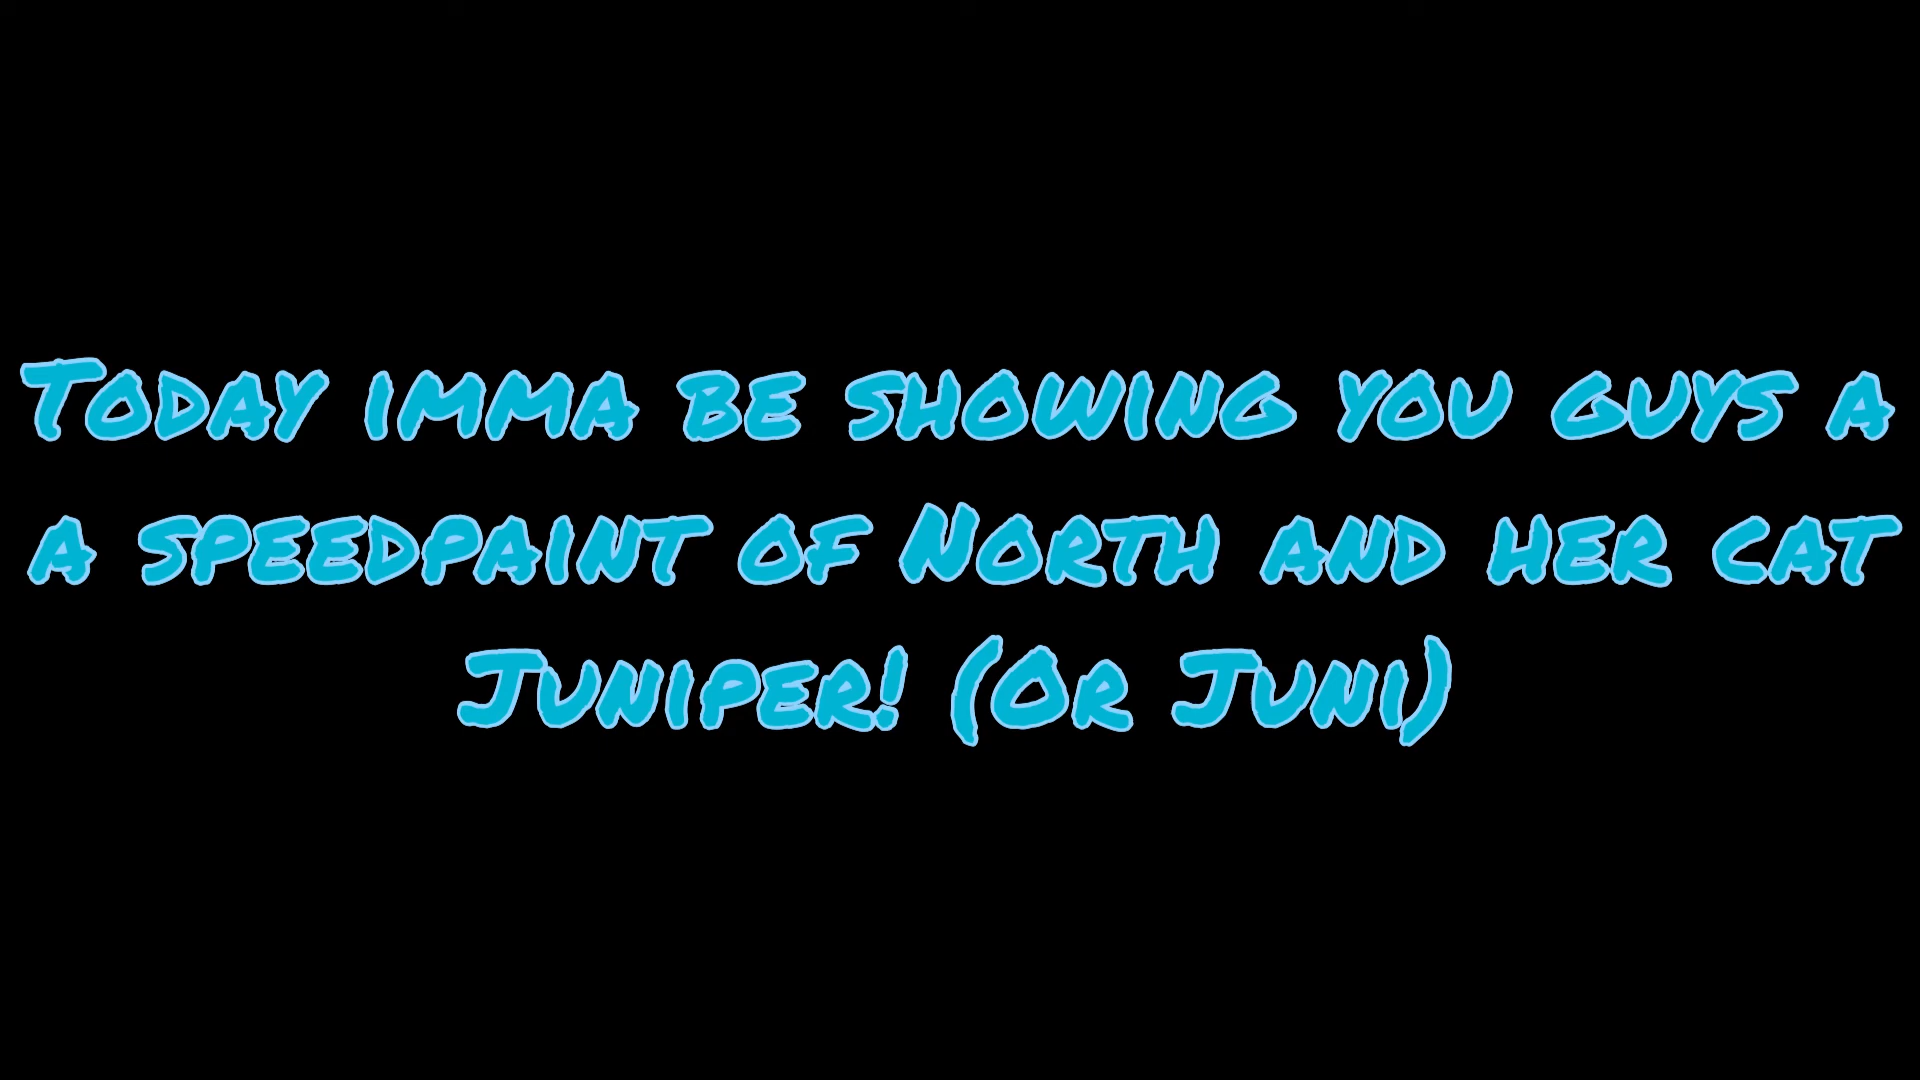 Today imma be showing you guys a
a speedpaint of North and her cat
Juniper! (Or Juni)